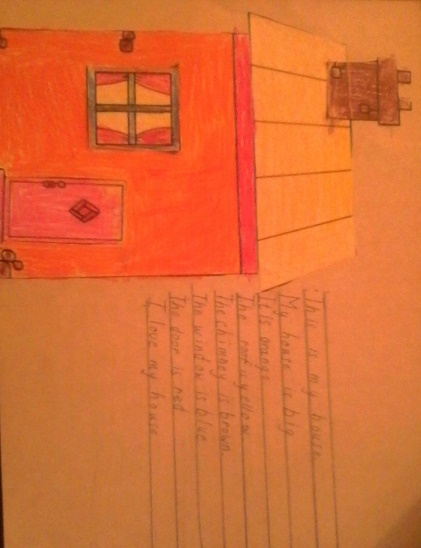 This is my house.
My house is big
It is orange
The roof is yellow
The chimney is brown
The window is blue
The door is red
I love my house